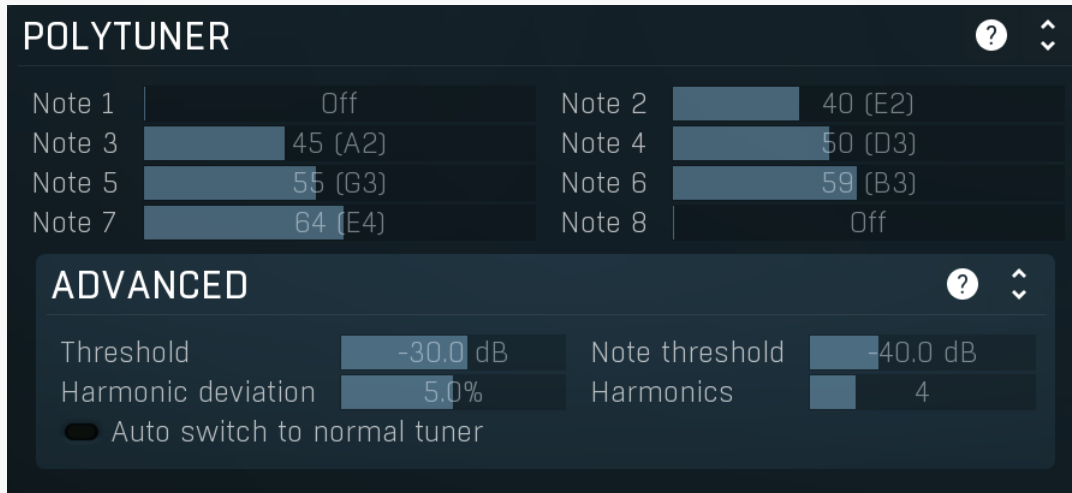 POLYTUNER ?
Note 1 Off Note 2 40 (E2)
Note 3 45 (A2) Note 4 50 (D3)
Note 5 55 (G3) Note 6 59 (B3)
Note 7 64 (E4) Note 8 Off
ADVANCED ?
Threshold -30.0 dB Note threshold -40.0 dB
Harmonic deviation 5.0% Harmonics 4
Auto switch to normal tuner